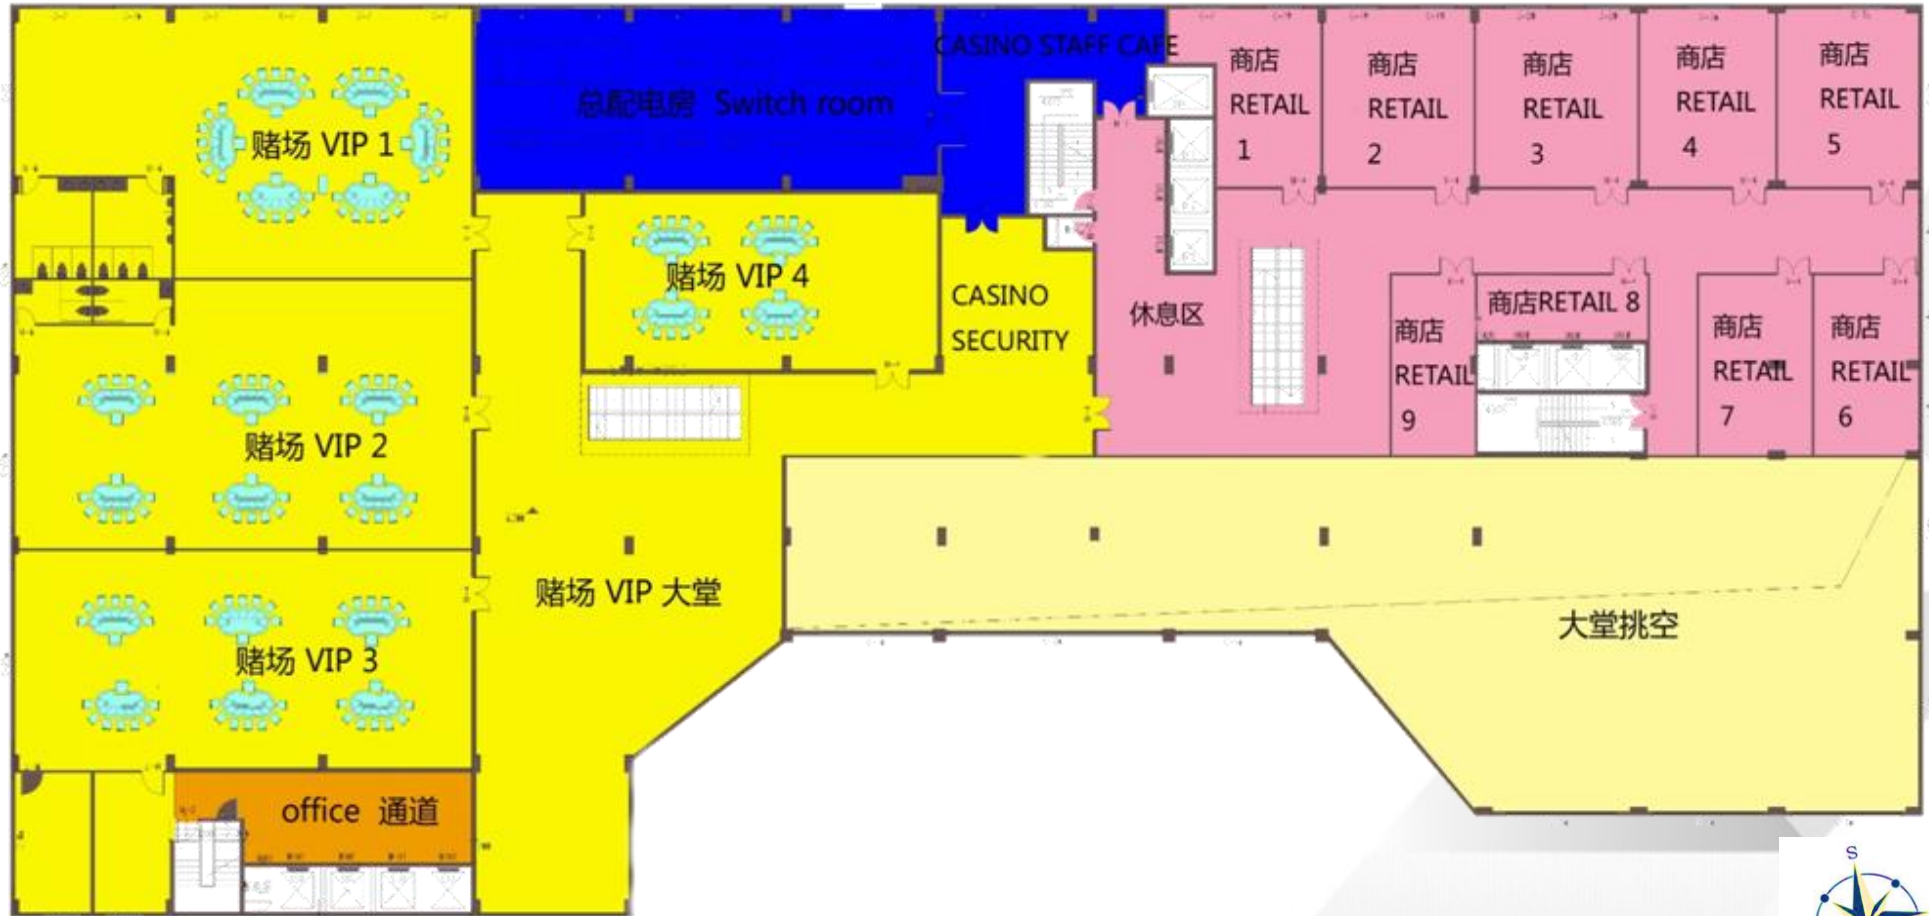 CASINO STAFF CAFE
总配电房 Switch room
商店
RETAIL
1
商店
RETAIL
2
商店
RETAIL
3
商店
RETAIL
4
商店
RETAIL
5
赌场 VIP 1
赌场 VIP 4
CASINO
SECURITY
休息区
商店RETAIL 8
商店
RETAIL
9
商店
RETAIL
7
商店
RETAIL
6
赌场 VIP 2
赌场 VIP 大堂
大堂挑空
赌场 VIP 3
office 通道
S